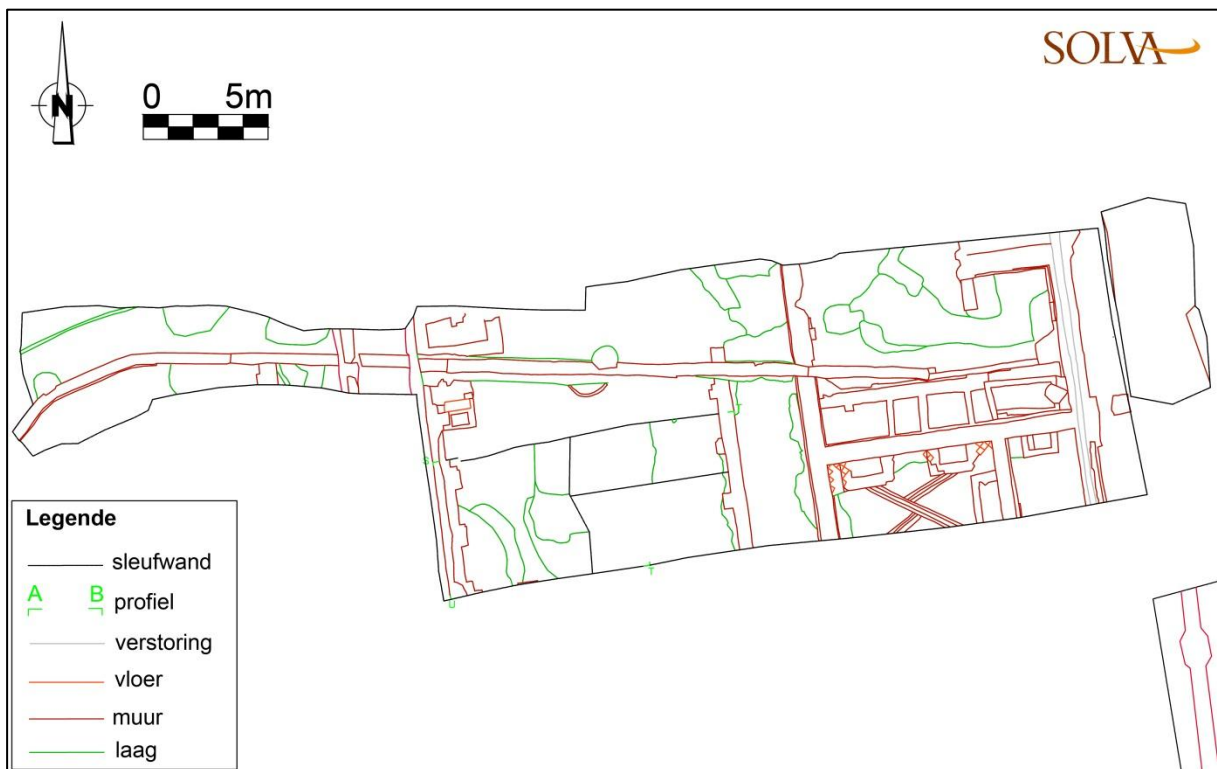 SOLVA
N
0 5m
S
J
T
U
Legende
sleufwand
A B profiel
verstoring
vloer
muur
laag